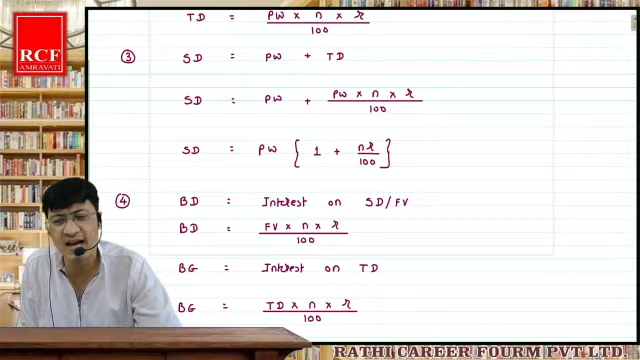 TD = PW x n x r / 100
RCF
AMRAVATI
③ SD = PW + TD
SD = PW + PW x n x r / 100
SD = PW { 1 + nr / 100 }
④ BD = Interest on SD/FV
BD = FV x n x r / 100
BG = Interest on TD
BG = TD x n x r / 100
RATHI CAREER FOURM PVT LTD.